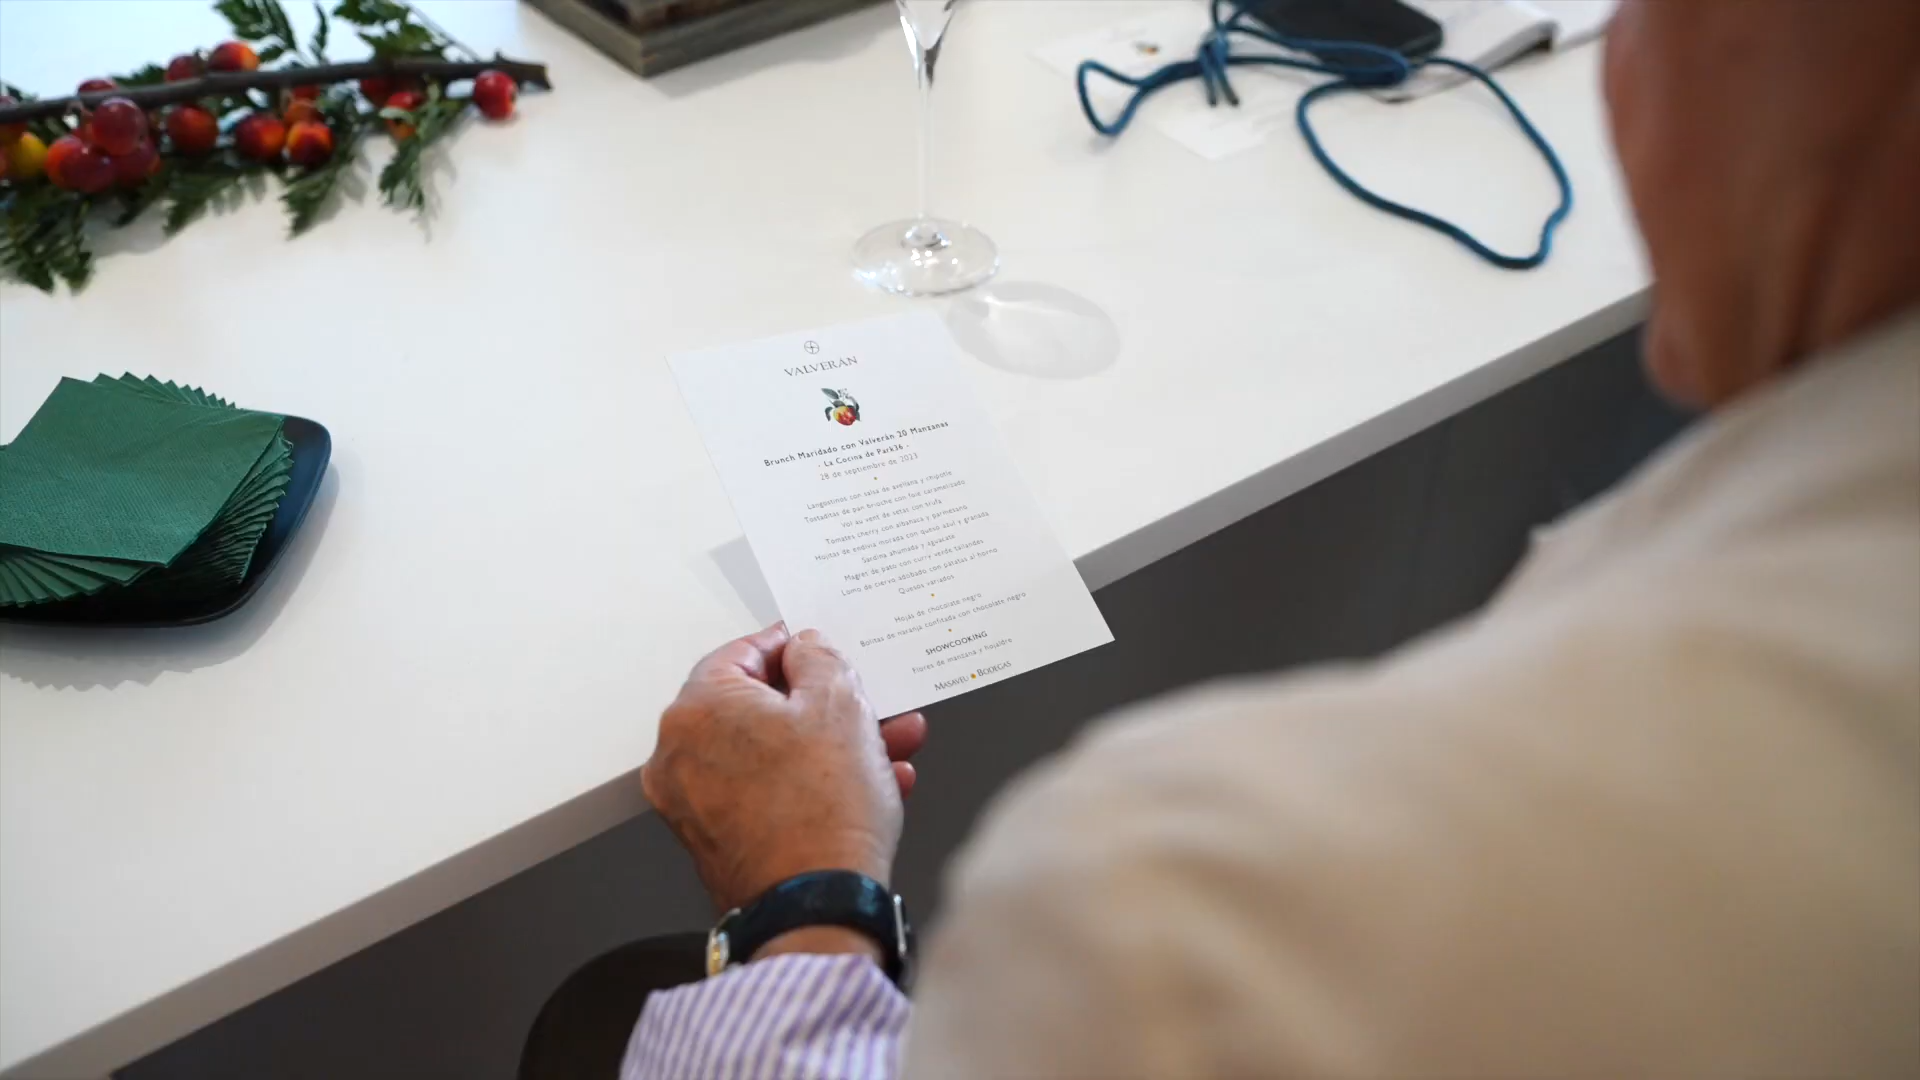 VALVERÁN
Brunch Maridado con Valverán 20 Manzanas
- La Cocina de Park36 -
28 de septiembre de 2023
Langostinos con salsa de avellana y chipotle
Tostaditas de pan brioche con foie caramelizado
Vol au vent de setas con trufa
Tomates cherry con albahaca y parmesano
Hojitas de endivia morada con queso azul y granada
Sardina ahumada y aguacate
Magret de pato con curry verde tailandés
Lomo de ciervo adobado con patatas al horno
Quesos variados
Hojas de chocolate negro
Bolitas de naranja confitada con chocolate negro
SHOWCOOKING
Flores de manzana y hojaldre
MASAVEU BODEGAS